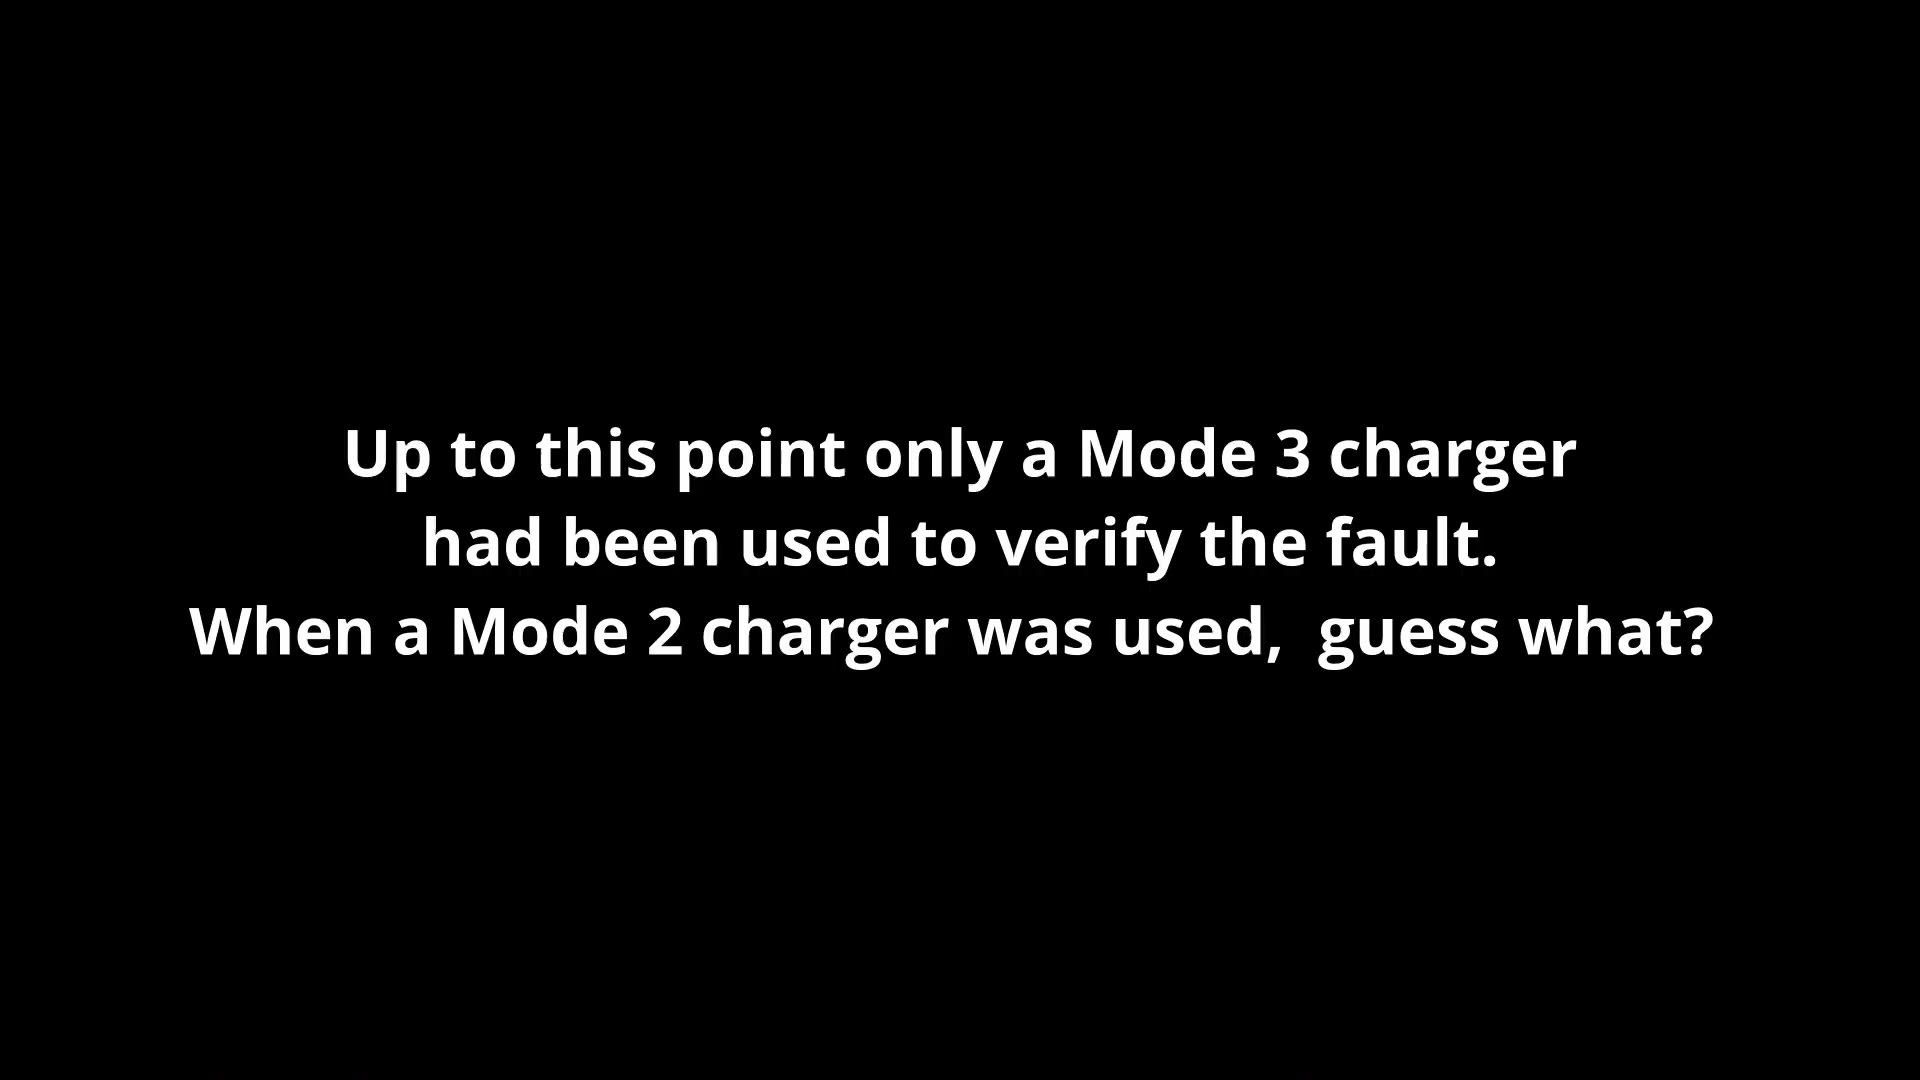 Up to this point only a Mode 3 charger
had been used to verify the fault.
When a Mode 2 charger was used,  guess what?